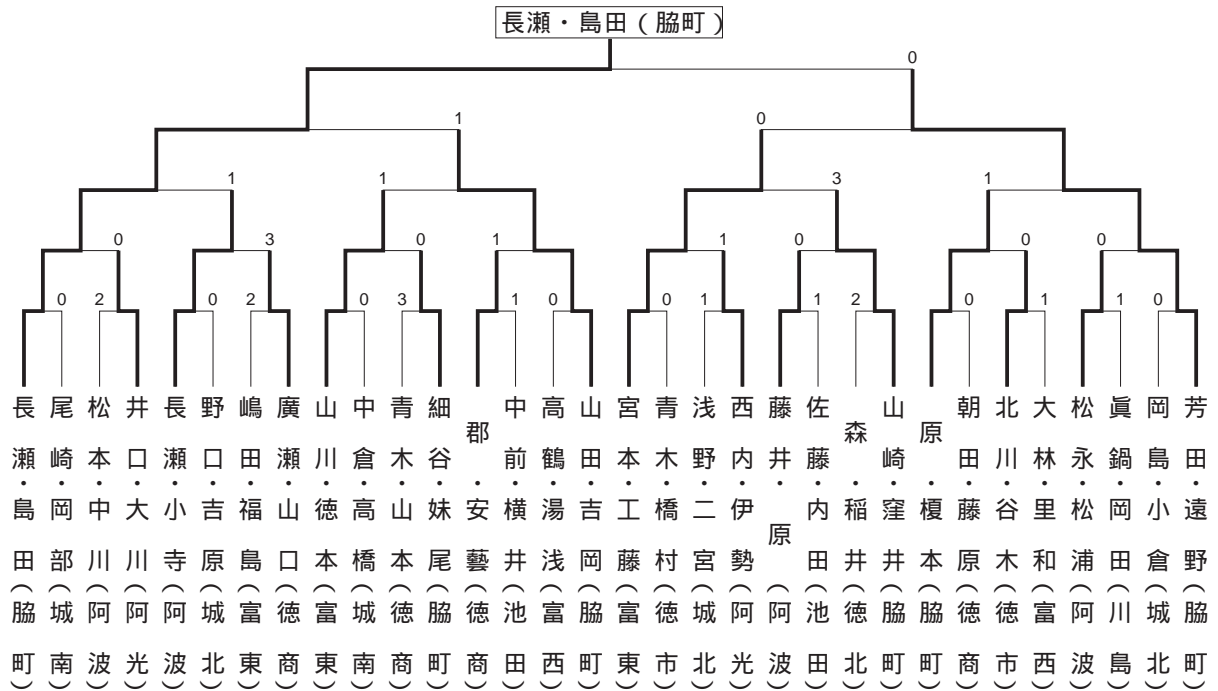 長瀬・島田(脇町)
0
1
0
1
1
3
1
0
3
0
1
1
0
0
0
0
2
0
2
0
3
1
0
0
1
1
2
0
1
1
0
長瀬・島田(脇町)
尾崎・岡部(城南)
松本・中川(阿波)
井口・大川(阿光)
長瀬・小寺(阿波)
野口・吉原(城北)
嶋田・福島(富東)
廣瀬・山口(徳商)
山川・徳本(富東)
中倉・高橋(城南)
青木・山本(徳商)
細谷・妹尾(脇町)
郡・安藝(徳商)
中前・横井(池田)
高鶴・湯浅(富西)
山田・吉岡(脇町)
宮本・工藤(富東)
青木・橋村(徳市)
浅野・二宮(城北)
西内・伊勢(阿光)
藤井・原(阿波)
佐藤・内田(池田)
森・稲井(徳北)
山崎・窪井(脇町)
原・榎本(脇町)
朝田・藤原(徳商)
北川・谷木(徳市)
大林・里和(富西)
松永・松浦(阿波)
眞鍋・岡田(川島)
岡島・小倉(城北)
芳田・遠野(脇町)